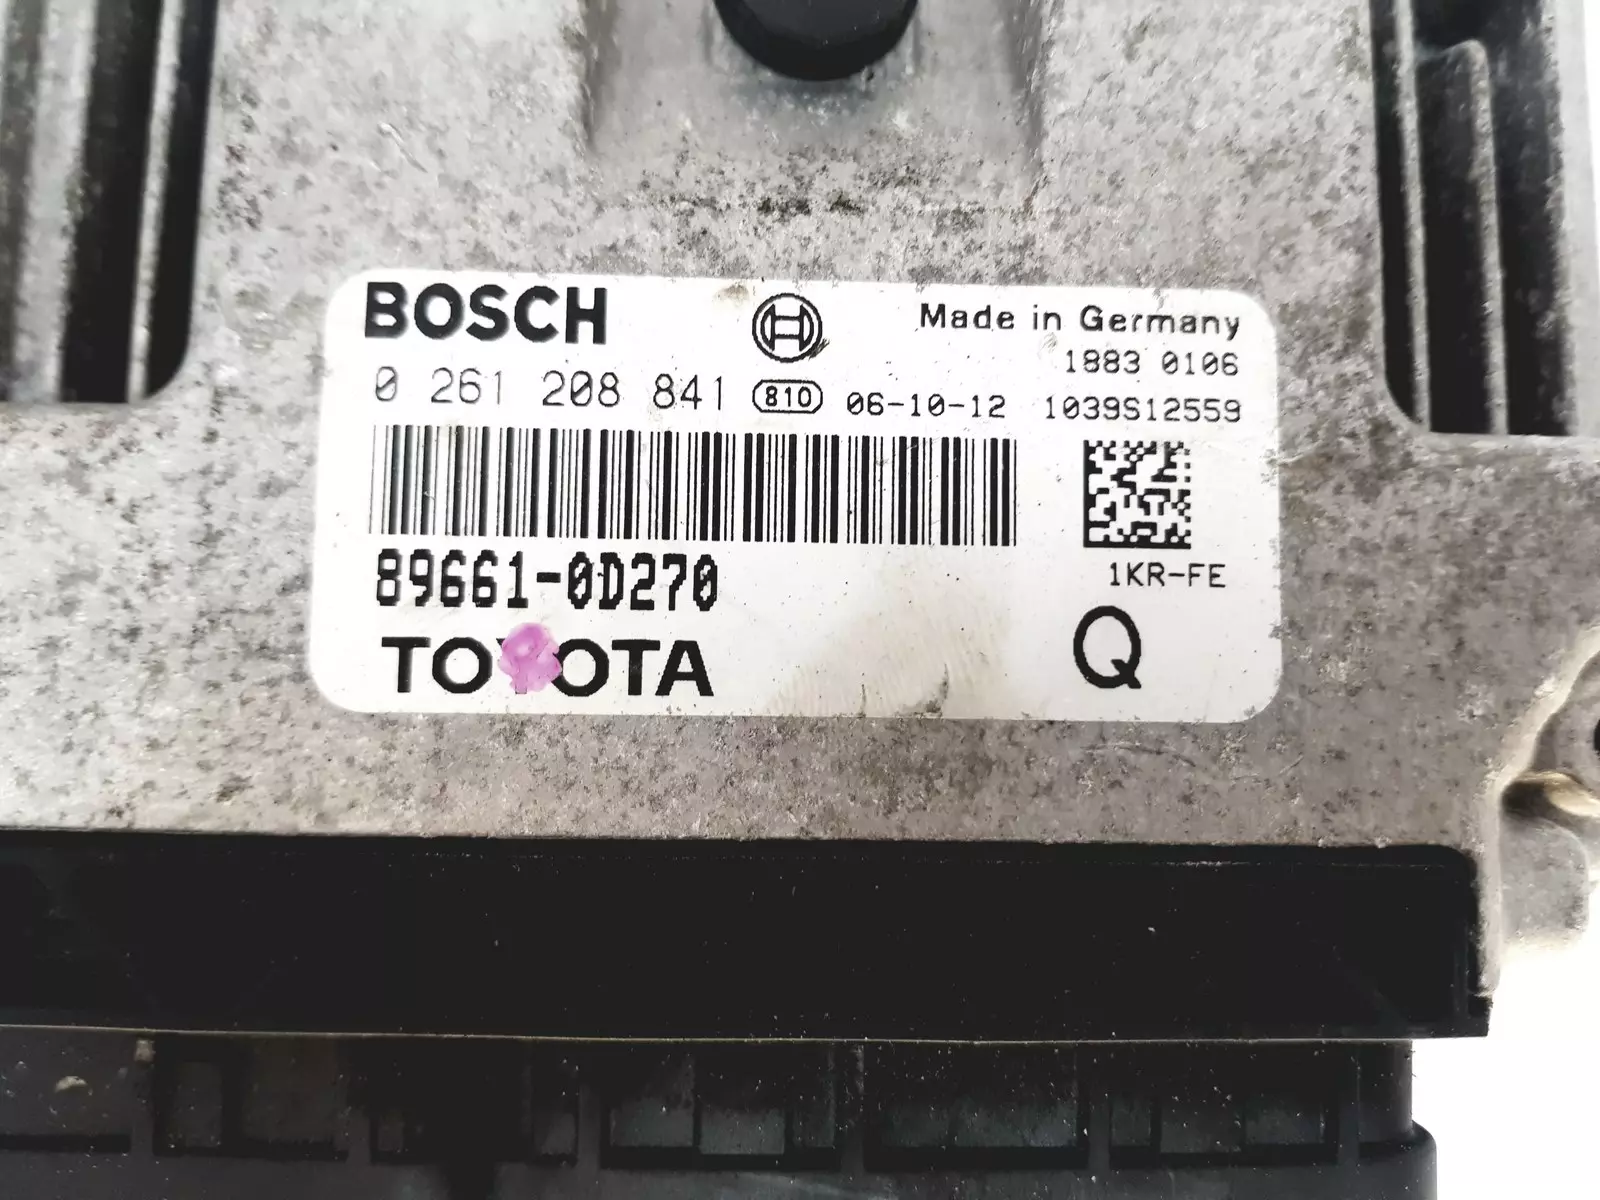 BOSCH
Made in Germany
1883 0106
0 261 208 841 810 06-10-12 1039S12559
89661-0D270
1KR-FE
TOYOTA
Q